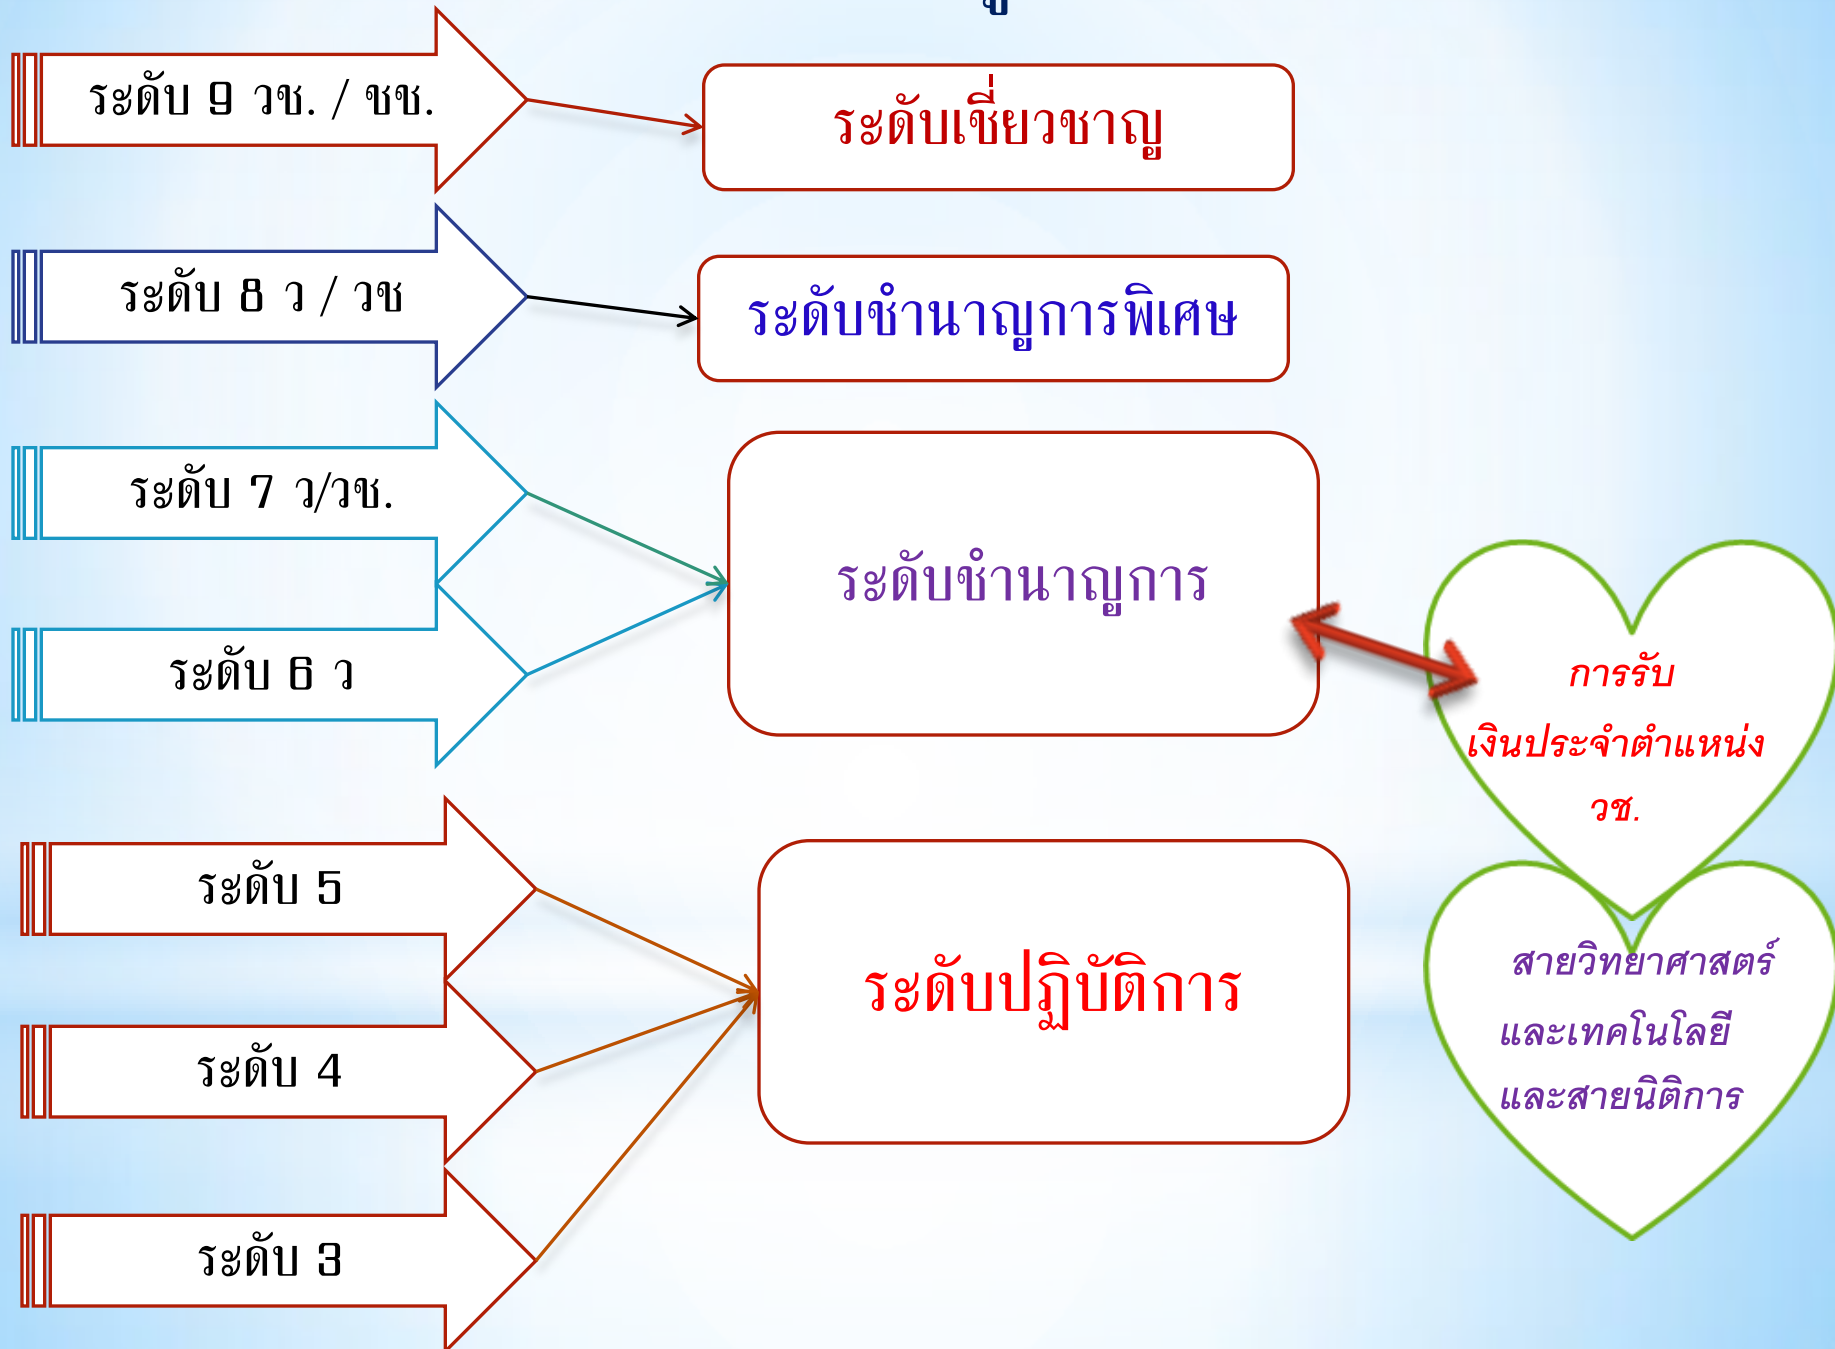 ระดับ 9 วช. / ชช.
ระดับเชี่ยวชาญ
ระดับ 8 ว / วช
ระดับชำนาญการพิเศษ
ระดับ 7 ว/วช.
ระดับ 6 ว
ระดับชำนาญการ
การรับ
เงินประจำตำแหน่ง
วช.
ระดับ 5
ระดับ 4
ระดับ 3
ระดับปฏิบัติการ
สายวิทยาศาสตร์
และเทคโนโลยี
และสายนิติการ